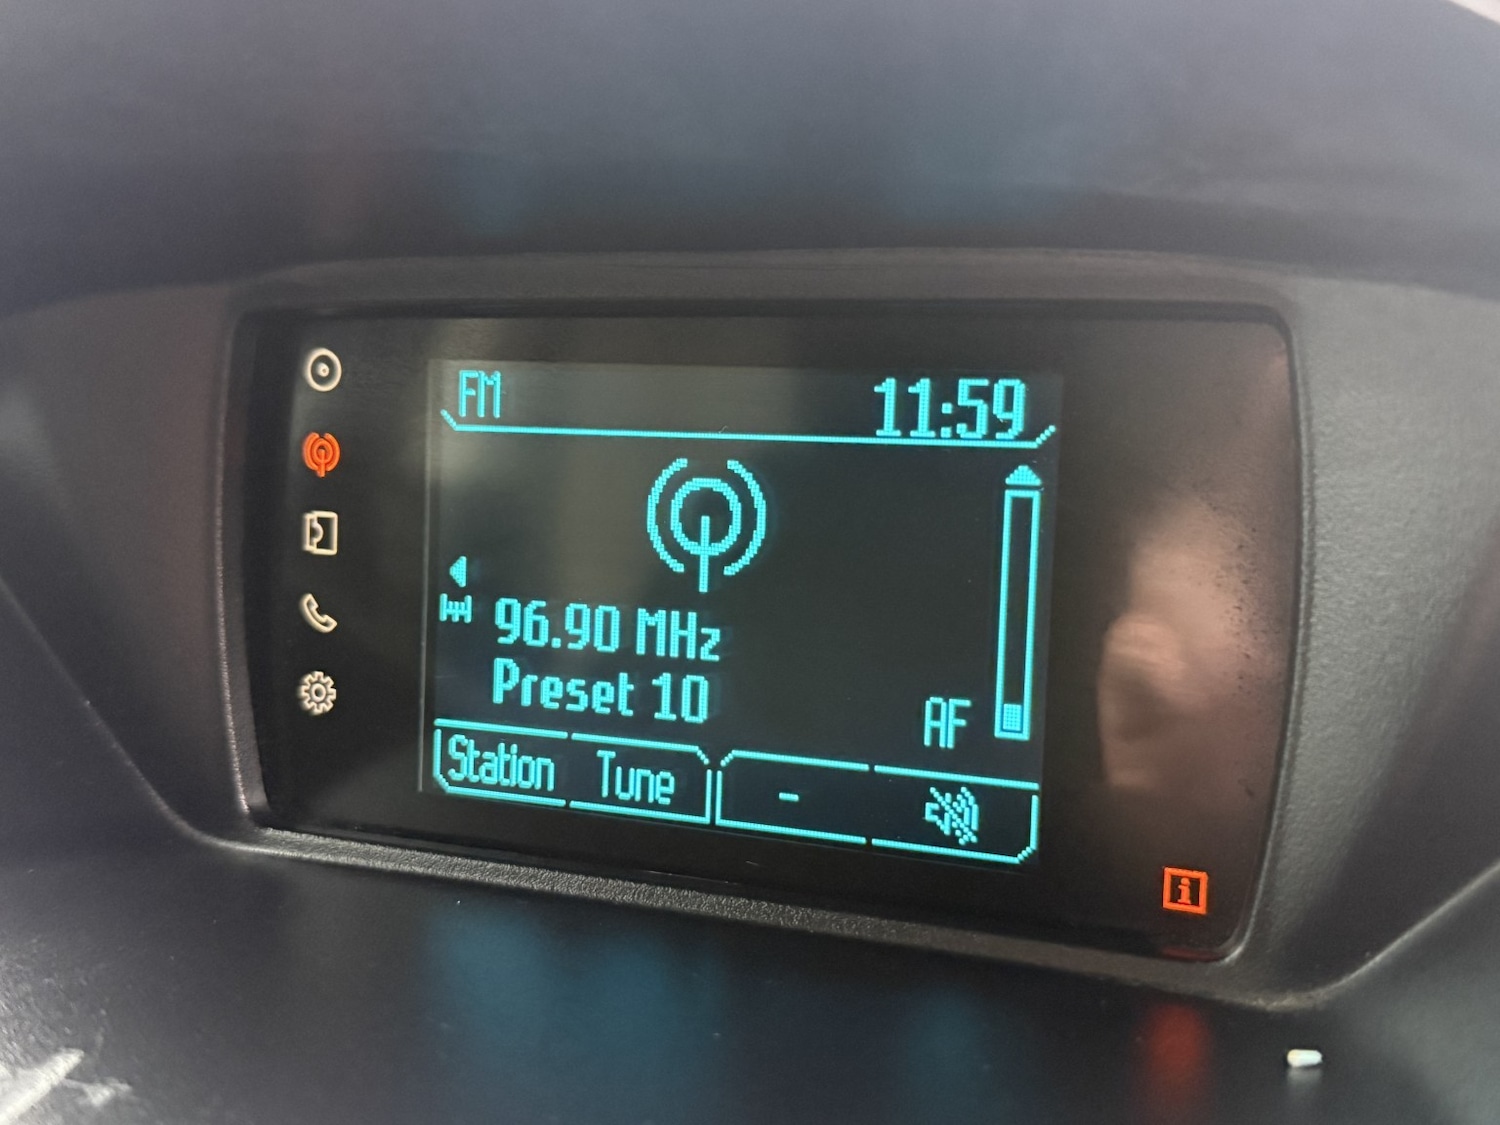 FM 11:59
96.90 MHz
Preset 10
AF
Station Tune -
i